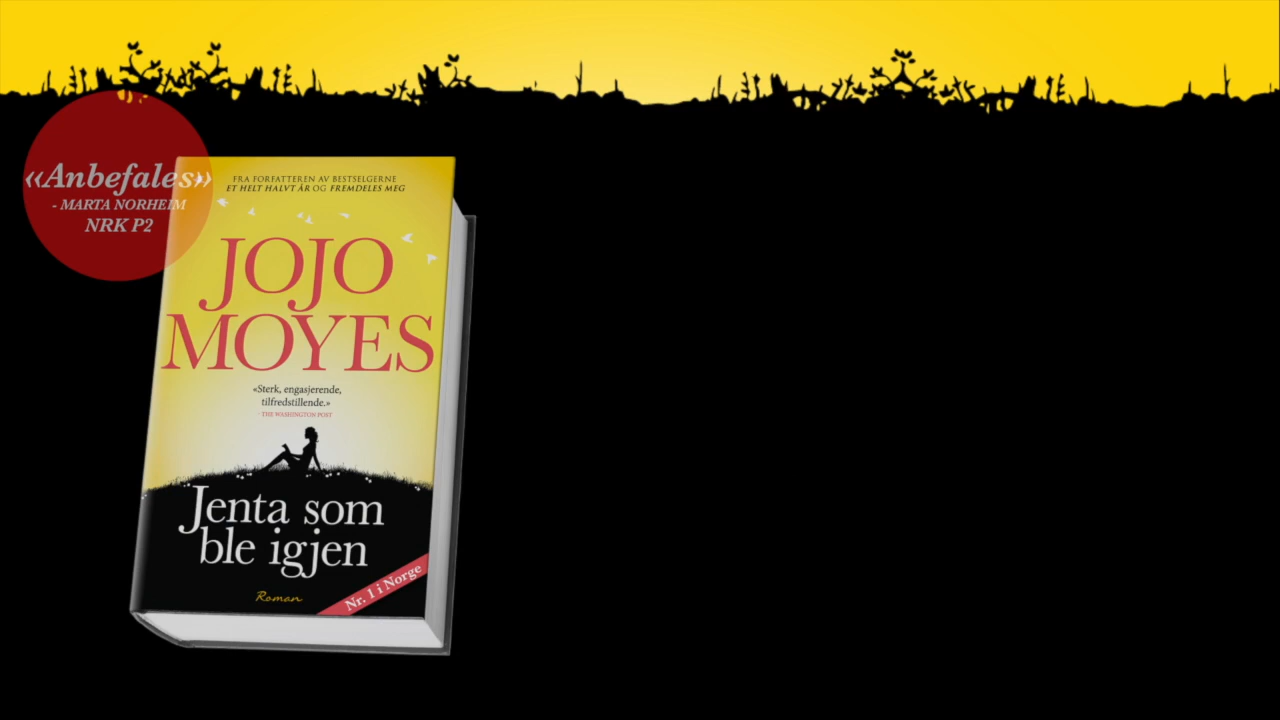 «Anbefales»
- MARTA NORHEIM
NRK P2
FRA FORFATTEREN AV BESTSELGERNE
ET HELT HALVT ÅR OG FREMDELES MEG
JOJO
MOYES
«Sterk, engasjerende,
tilfredstillende.»
- THE WASHINGTON POST
Jenta som
ble igjen
Roman
Nr. 1 i Norge